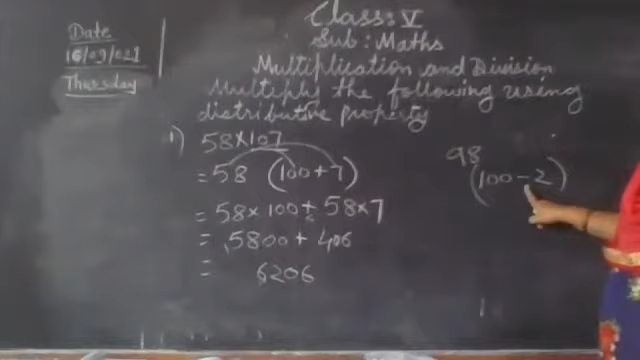 Date
16/09/021
Thursday
Class: V
Sub: Maths
Multiplication and Division
Multiply the following using
distributive property
1) 58×107
= 58 (100+7)
= 58×100+58×7
= 5800+406
= 6206
98
(100-2)